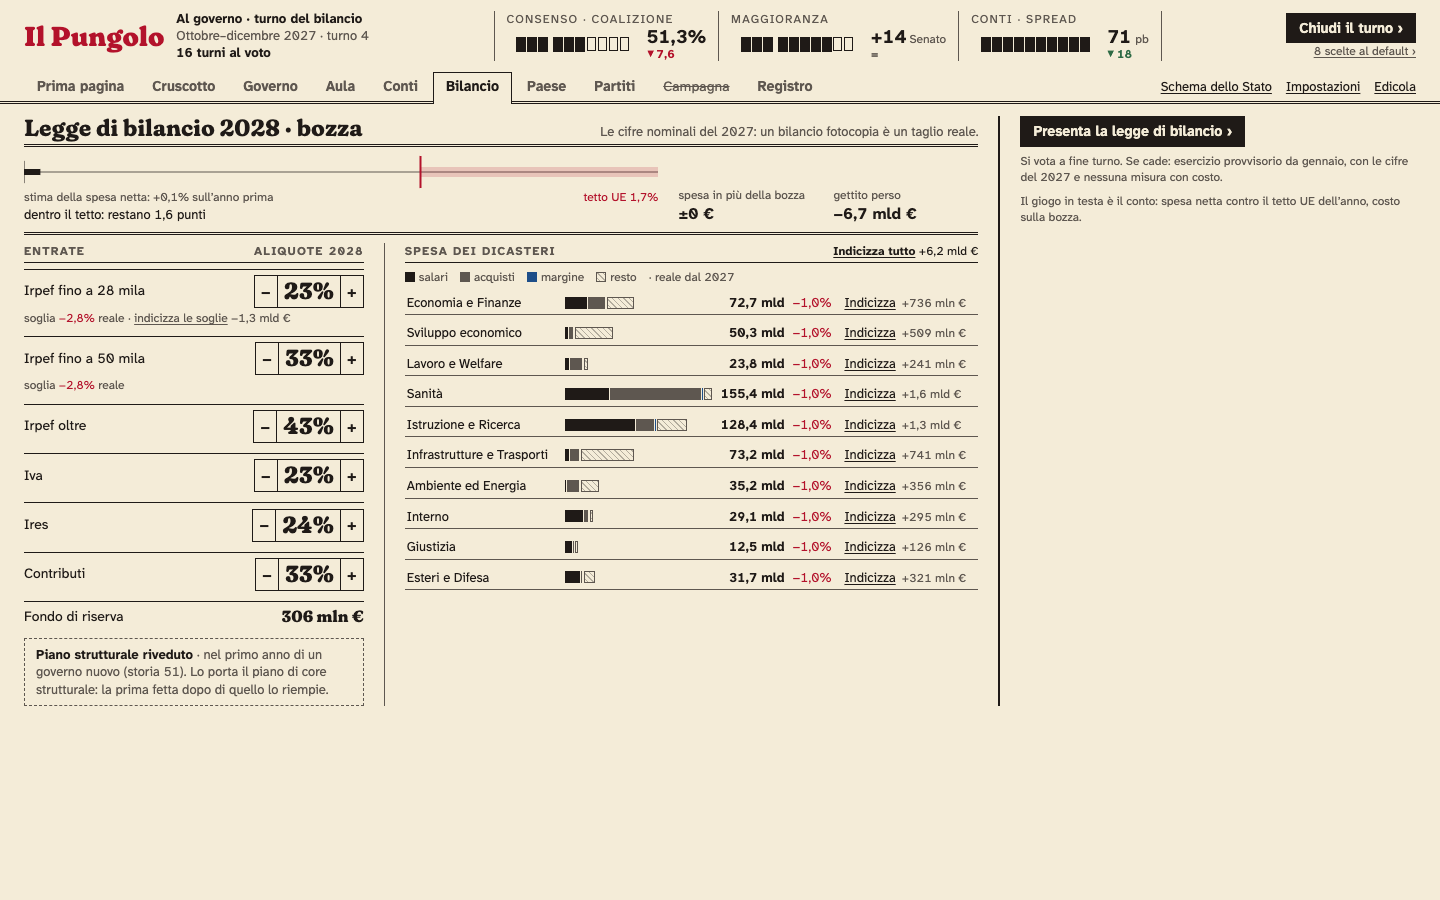 Il Pungolo
Al governo · turno del bilancio
Ottobre–dicembre 2027 · turno 4
16 turni al voto
CONSENSO · COALIZIONE
51,3%
▼7,6
MAGGIORANZA
+14 Senato
=
CONTI · SPREAD
71 pb
▼18
Chiudi il turno ›
8 scelte al default ›
Prima pagina Cruscotto Governo Aula Conti Bilancio Paese Partiti Campagna Registro
Schema dello Stato Impostazioni Edicola
Legge di bilancio 2028 · bozza
Le cifre nominali del 2027: un bilancio fotocopia è un taglio reale.
stima della spesa netta: +0,1% sull’anno prima
dentro il tetto: restano 1,6 punti
tetto UE 1,7%
spesa in più della bozza
±0 €
gettito perso
−6,7 mld €
ENTRATE ALIQUOTE 2028
Irpef fino a 28 mila − 23% +
soglia −2,8% reale · indicizza le soglie −1,3 mld €
Irpef fino a 50 mila − 33% +
soglia −2,8% reale
Irpef oltre − 43% +
Iva − 23% +
Ires − 24% +
Contributi − 33% +
Fondo di riserva 306 mln €
Piano strutturale riveduto · nel primo anno di un
governo nuovo (storia 51). Lo porta il piano di core
strutturale: la prima fetta dopo di quello lo riempie.
SPESA DEI DICASTERI Indicizza tutto +6,2 mld €
salari acquisti margine resto · reale dal 2027
Economia e Finanze 72,7 mld −1,0% Indicizza +736 mln €
Sviluppo economico 50,3 mld −1,0% Indicizza +509 mln €
Lavoro e Welfare 23,8 mld −1,0% Indicizza +241 mln €
Sanità 155,4 mld −1,0% Indicizza +1,6 mld €
Istruzione e Ricerca 128,4 mld −1,0% Indicizza +1,3 mld €
Infrastrutture e Trasporti 73,2 mld −1,0% Indicizza +741 mln €
Ambiente ed Energia 35,2 mld −1,0% Indicizza +356 mln €
Interno 29,1 mld −1,0% Indicizza +295 mln €
Giustizia 12,5 mld −1,0% Indicizza +126 mln €
Esteri e Difesa 31,7 mld −1,0% Indicizza +321 mln €
Presenta la legge di bilancio ›
Si vota a fine turno. Se cade: esercizio provvisorio da gennaio, con le cifre
del 2027 e nessuna misura con costo.
Il giogo in testa è il conto: spesa netta contro il tetto UE dell’anno, costo
sulla bozza.